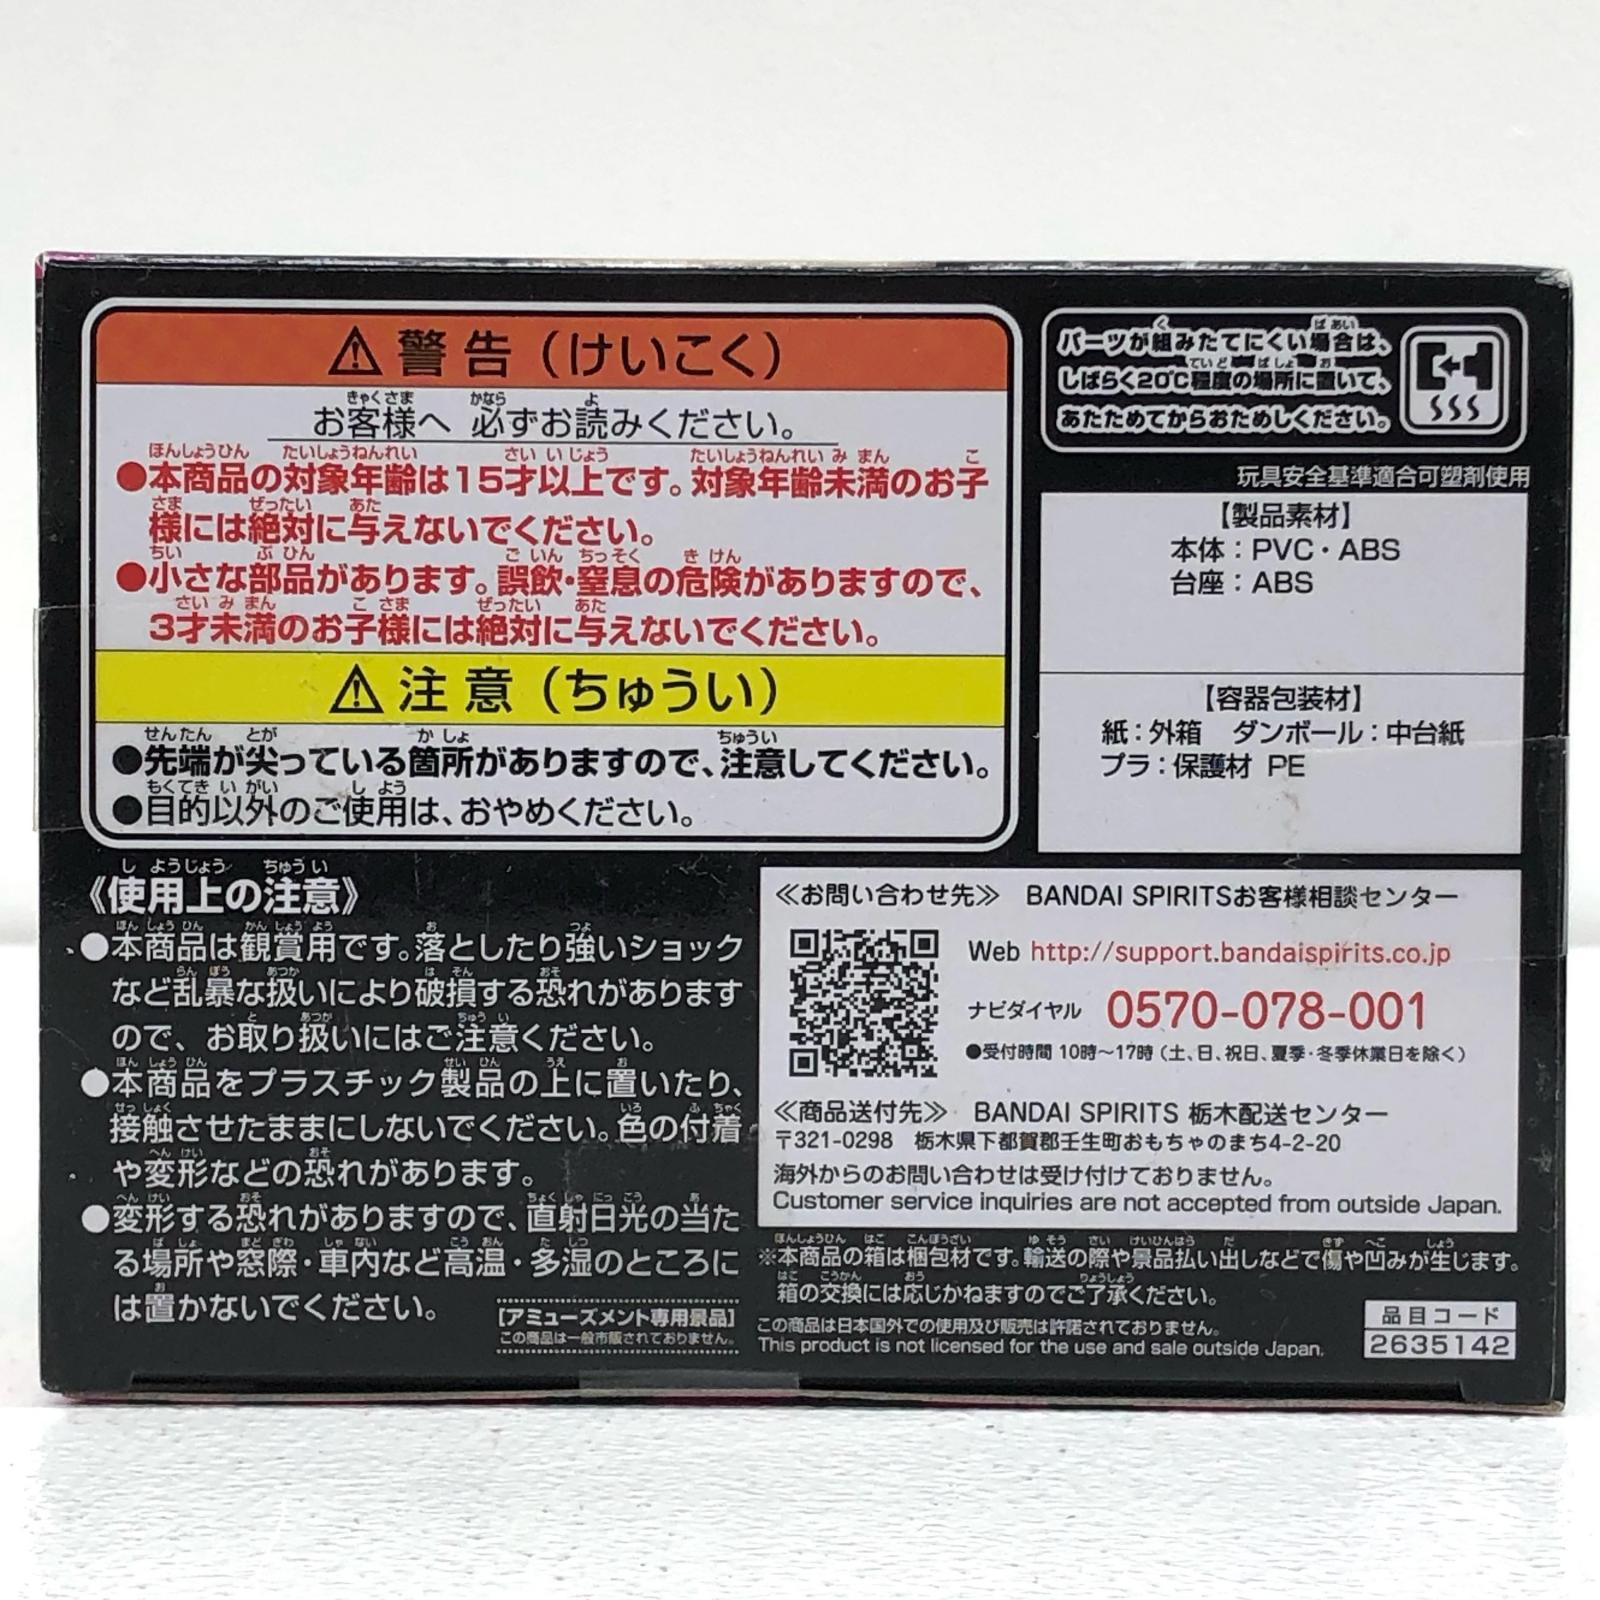 ⚠警告（けいこく）
お客様へ 必ずお読みください。
●本商品の対象年齢は15才以上です。対象年齢未満のお子
様には絶対に与えないでください。
●小さな部品があります。誤飲・窒息の危険がありますので、
3才未満のお子様には絶対に与えないでください。
⚠注意（ちゅうい）
●先端が尖っている箇所がありますので、注意してください。
●目的以外のご使用は、おやめください。
《使用上の注意》
●本商品は観賞用です。落としたり強いショック
など乱暴な扱いにより破損する恐れがあります
ので、お取り扱いにはご注意ください。
●本商品をプラスチック製品の上に置いたり、
接触させたままにしないでください。色の付着
や変形などの恐れがあります。
●変形する恐れがありますので、直射日光の当た
る場所や窓際・車内など高温・多湿のところに
は置かないでください。
[アミューズメント専用景品]
この商品は一般市販されておりません。
パーツが組みたてにくい場合は、
しばらく20℃程度の場所に置いて、
あたためてからおためしください。
玩具安全基準適合可塑剤使用
【製品素材】
本体：PVC・ABS
台座：ABS
【容器包装材】
紙：外箱 ダンボール：中台紙
プラ：保護材 PE
≪お問い合わせ先≫ BANDAI SPIRITSお客様相談センター
Web http://support.bandaispirits.co.jp
ナビダイヤル 0570-078-001
●受付時間 10時～17時（土、日、祝日、夏季・冬季休業日を除く）
≪商品送付先≫ BANDAI SPIRITS 栃木配送センター
〒321-0298 栃木県下都賀郡壬生町おもちゃのまち4-2-20
海外からのお問い合わせは受け付けておりません。
Customer service inquiries are not accepted from outside Japan.
※本商品の箱は梱包材です。輸送の際や景品払い出しなどで傷や凹みが生じます。
箱の交換には応じかねますのでご了承ください。
この商品は日本国外での使用及び販売は許諾されておりません。
This product is not licensed for the use and sale outside Japan.
品目コード
2635142